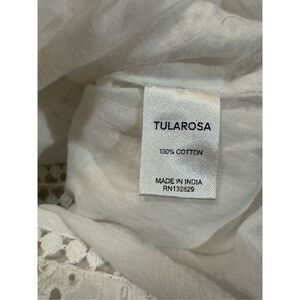 TULAROSA
100% COTTON
MADE IN INDIA
RN132829